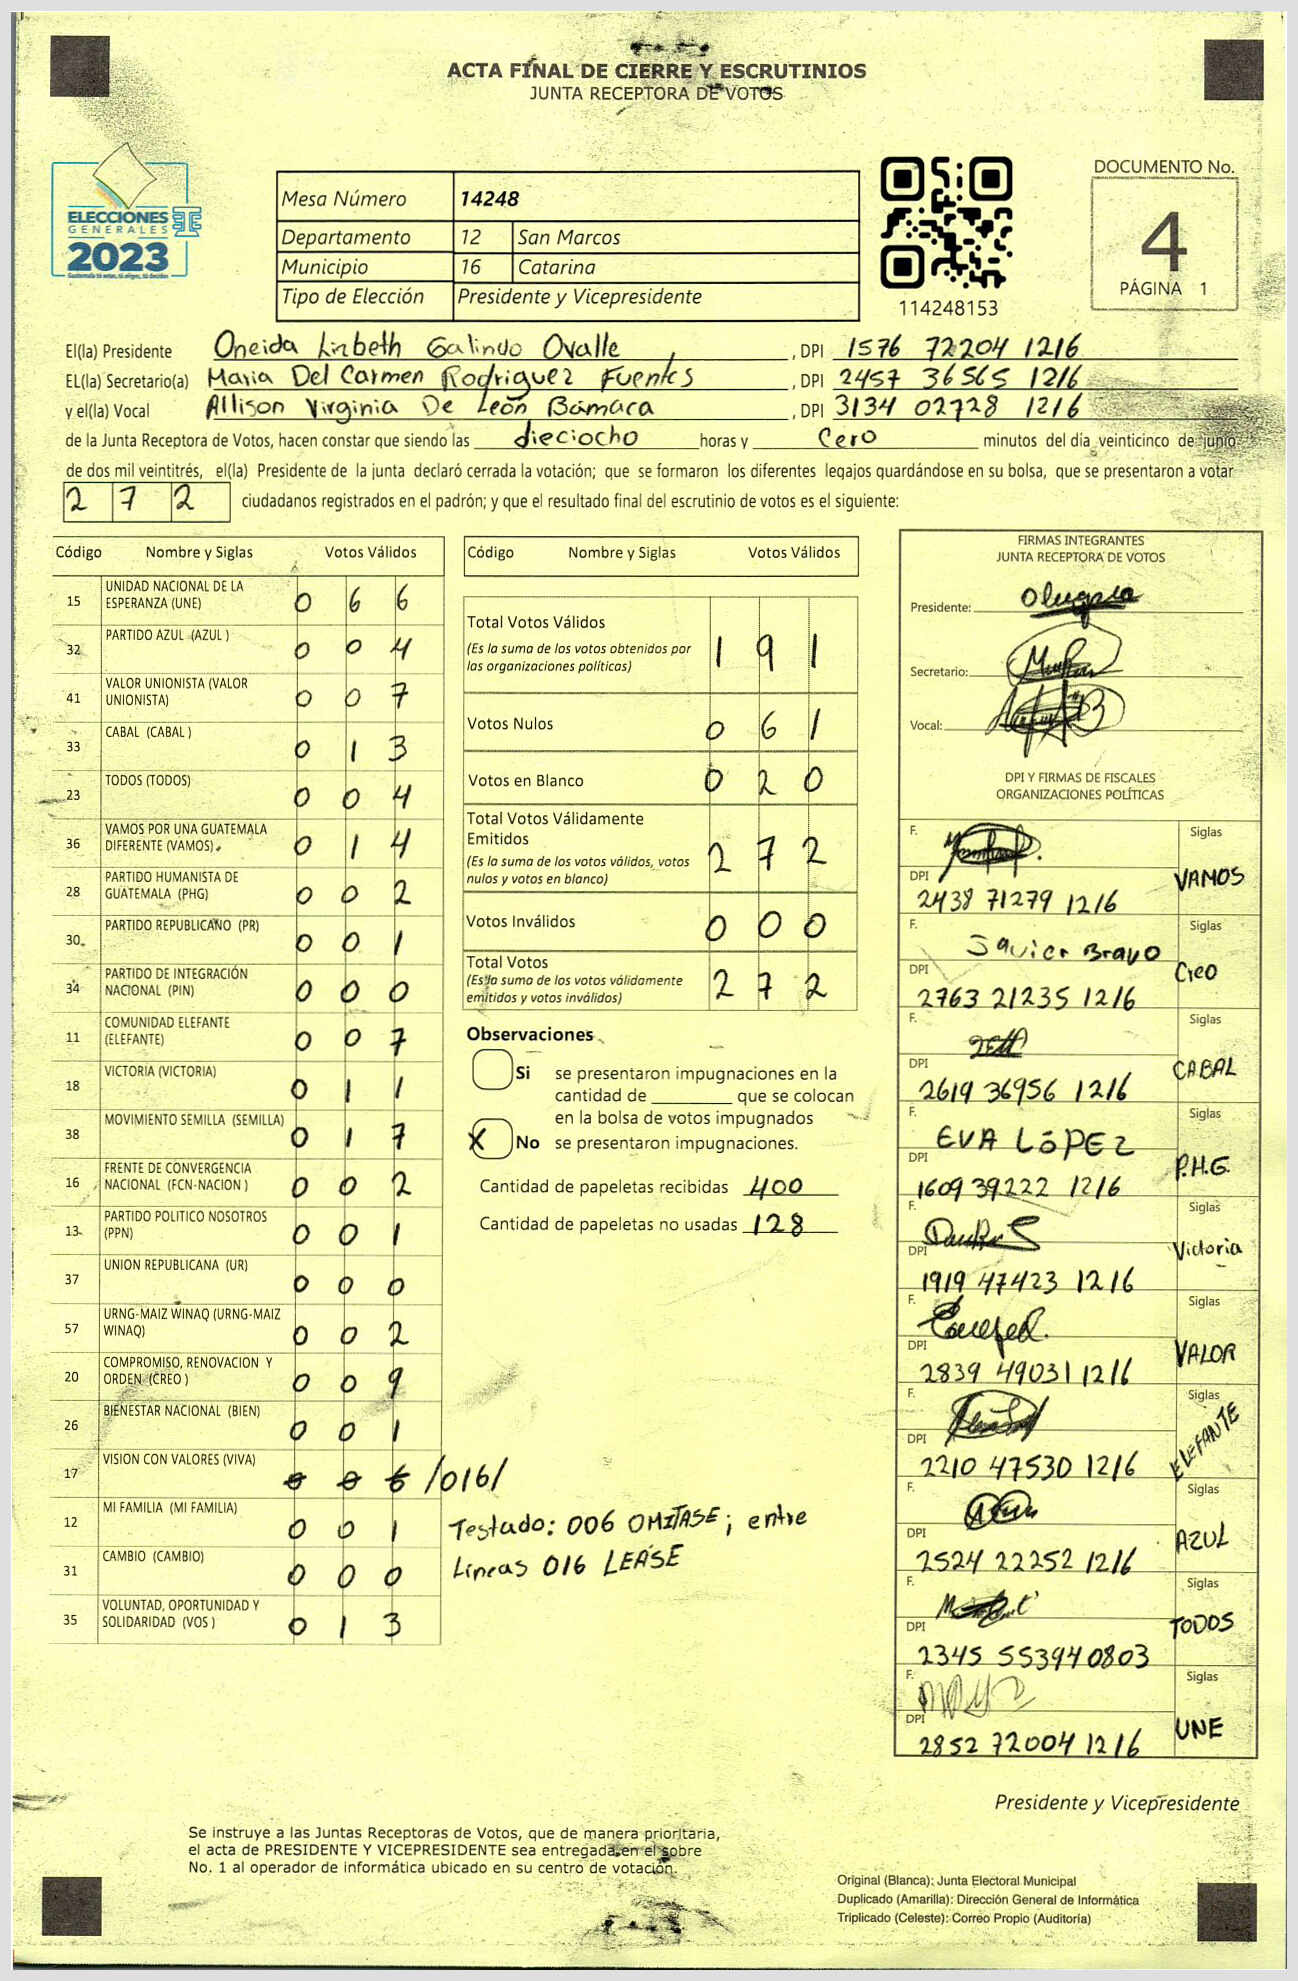 ACTA FINAL DE CIERRE Y ESCRUTINIOS
JUNTA RECEPTORA DE VOTOS
ELECCIONES
GENERALES
2023
Guatemala tú votas, tú eliges, tú decides
Mesa Número 14248
Departamento 12 San Marcos
Municipio 16 Catarina
Tipo de Elección Presidente y Vicepresidente
114248153
DOCUMENTO No.
4
PÁGINA 1
El(la) Presidente Oneida Lizbeth Galindo Ovalle, DPI 1576 72204 1216
EL(la) Secretario(a) Maria Del Carmen Rodriguez Fuentes, DPI 2457 36565 1216
y el(la) Vocal Allison Virginia De León Bámaca, DPI 3134 02728 1216
de la Junta Receptora de Votos, hacen constar que siendo las dieciocho horas y Cero minutos del día veinticinco de junio
de dos mil veintitrés, el(la) Presidente de la junta declaró cerrada la votación; que se formaron los diferentes legajos quardándose en su bolsa, que se presentaron a votar
2 7 2 ciudadanos registrados en el padrón; y que el resultado final del escrutinio de votos es el siguiente:
Código Nombre y Siglas Votos Válidos
15 UNIDAD NACIONAL DE LA ESPERANZA (UNE) 0 6 6
32 PARTIDO AZUL (AZUL ) 0 0 4
41 VALOR UNIONISTA (VALOR UNIONISTA) 0 0 7
33 CABAL (CABAL ) 0 1 3
23 TODOS (TODOS) 0 0 4
36 VAMOS POR UNA GUATEMALA DIFERENTE (VAMOS) 0 1 4
28 PARTIDO HUMANISTA DE GUATEMALA (PHG) 0 0 2
30 PARTIDO REPUBLICANO (PR) 0 0 1
34 PARTIDO DE INTEGRACIÓN NACIONAL (PIN) 0 0 0
11 COMUNIDAD ELEFANTE (ELEFANTE) 0 0 7
18 VICTORIA (VICTORIA) 0 1 1
38 MOVIMIENTO SEMILLA (SEMILLA) 0 1 7
16 FRENTE DE CONVERGENCIA NACIONAL (FCN-NACION ) 0 0 2
13 PARTIDO POLITICO NOSOTROS (PPN) 0 0 1
37 UNION REPUBLICANA (UR) 0 0 0
57 URNG-MAIZ WINAQ (URNG-MAIZ WINAQ) 0 0 2
20 COMPROMISO, RENOVACION Y ORDEN (CREO ) 0 0 9
26 BIENESTAR NACIONAL (BIEN) 0 0 1
17 VISION CON VALORES (VIVA) 0 0 6 /016/
12 MI FAMILIA (MI FAMILIA) 0 0 1
31 CAMBIO (CAMBIO) 0 0 0
35 VOLUNTAD, OPORTUNIDAD Y SOLIDARIDAD (VOS ) 0 1 3
Testado: 006 OMITASE; entre
Lineas 016 LEASE
Código Nombre y Siglas Votos Válidos
Total Votos Válidos 1 9 1
(Es la suma de los votos obtenidos por
las organizaciones políticas)
Votos Nulos 0 6 1
Votos en Blanco 0 2 0
Total Votos Válidamente
Emitidos 2 7 2
(Es la suma de los votos válidos, votos
nulos y votos en blanco)
Votos Inválidos 0 0 0
Total Votos 2 7 2
(Es la suma de los votos válidamente
emitidos y votos inválidos)
Observaciones
Si se presentaron impugnaciones en la
cantidad de ________ que se colocan
en la bolsa de votos impugnados
X No se presentaron impugnaciones.
Cantidad de papeletas recibidas 400
Cantidad de papeletas no usadas 128
FIRMAS INTEGRANTES
JUNTA RECEPTORA DE VOTOS
Presidente:
Secretario:
Vocal:
DPI Y FIRMAS DE FISCALES
ORGANIZACIONES POLÍTICAS
F. Siglas
DPI 2438 71279 1216 VAMOS
F. Javier Bravo Siglas
DPI 2763 21235 1216 Creo
F. Siglas
DPI 2619 36956 1216 CABAL
F. EVA LÓPEZ Siglas
DPI 1609 39222 1216 P.H.G.
F. Siglas
DPI 1919 47423 1216 Victoria
F. Siglas
DPI 2839 49031 1216 VALOR
F. Siglas
DPI 2210 47530 1216 ELEFANTE
F. Siglas
DPI 2524 22252 1216 AZUL
F. Siglas
DPI 2345 55394 0803 TODOS
F. Siglas
DPI 2852 72004 1216 UNE
Presidente y Vicepresidente
Se instruye a las Juntas Receptoras de Votos, que de manera prioritaria,
el acta de PRESIDENTE Y VICEPRESIDENTE sea entregada en el sobre
No. 1 al operador de informática ubicado en su centro de votación.
Original (Blanca): Junta Electoral Municipal
Duplicado (Amarilla): Dirección General de Informática
Triplicado (Celeste): Correo Propio (Auditoría)